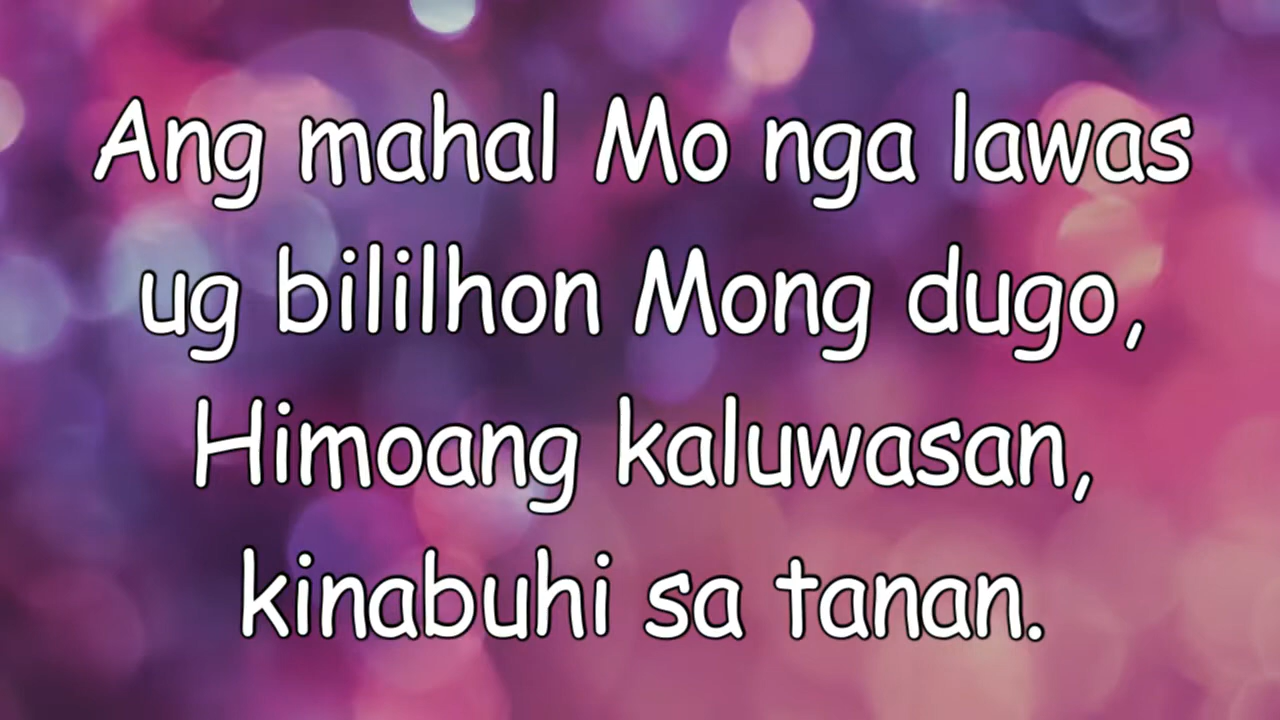 Ang mahal Mo nga lawas
ug bililhon Mong dugo,
Himoang kaluwasan,
kinabuhi sa tanan.